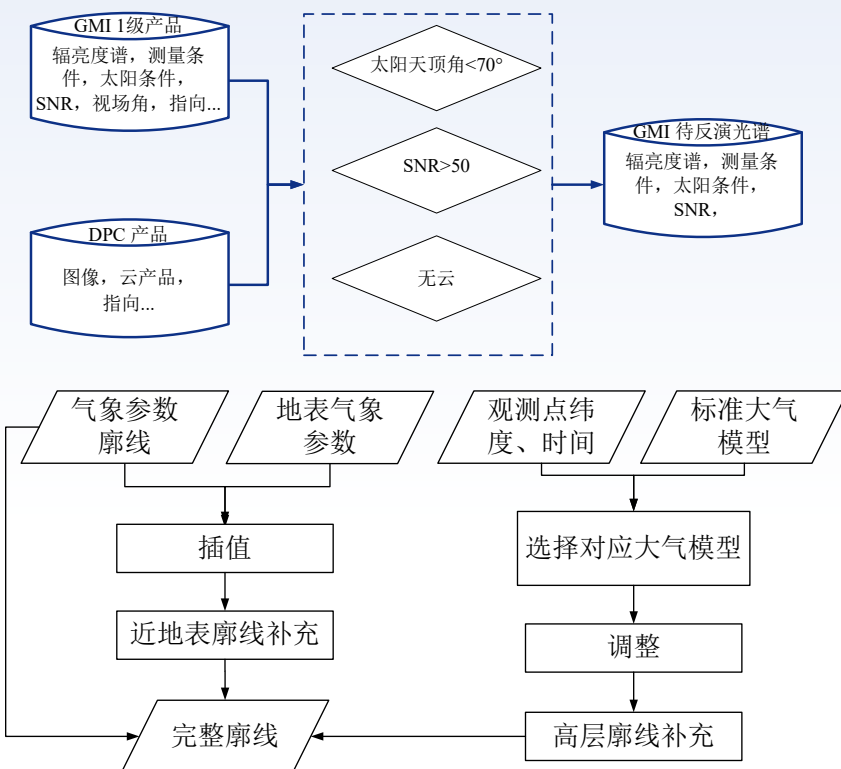 GMI 1级产品
辐亮度谱，测量条
件，太阳条件，
SNR，视场角，指向...
太阳天顶角<70°
GMI 待反演光谱
辐亮度谱，测量条
件，太阳条件，
SNR，
SNR>50
DPC 产品
图像，云产品，
指向...
无云
气象参数
廓线
地表气象
参数
观测点纬
度、时间
标准大气
模型
插值
选择对应大气模型
近地表廓线补充
调整
完整廓线
高层廓线补充